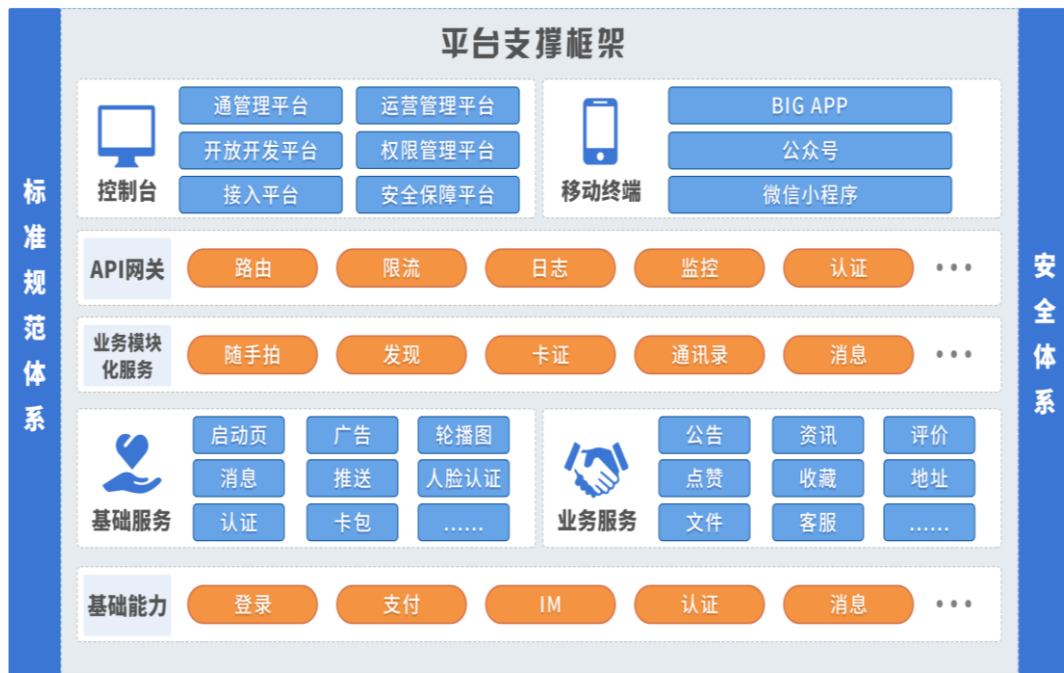 平台支撑框架
标准规范体系
安全体系
控制台
通管理平台
运营管理平台
开放开发平台
权限管理平台
接入平台
安全保障平台
移动终端
BIG APP
公众号
微信小程序
API网关
路由
限流
日志
监控
认证
•••
业务模块
化服务
随手拍
发现
卡证
通讯录
消息
•••
基础服务
启动页
广告
轮播图
消息
推送
人脸认证
认证
卡包
......
业务服务
公告
资讯
评价
点赞
收藏
地址
文件
客服
......
基础能力
登录
支付
IM
认证
消息
•••